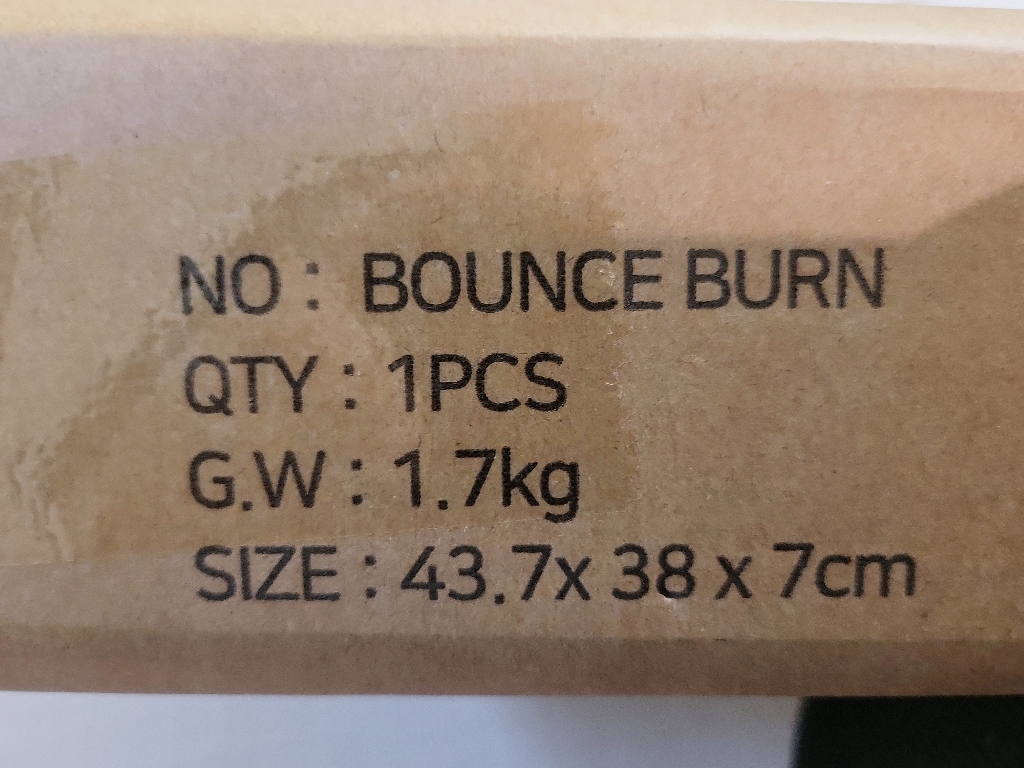 NO : BOUNCE BURN
QTY : 1PCS
G.W : 1.7kg
SIZE : 43.7x 38 x 7cm